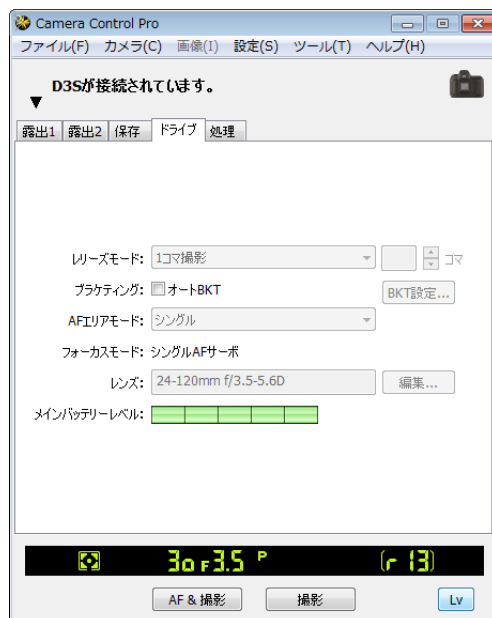 Camera Control Pro
ファイル(F) カメラ(C) 画像(I) 設定(S) ツール(T) ヘルプ(H)
D3Sが接続されています。
露出1 露出2 保存 ドライブ 処理
レリーズモード: 1コマ撮影 コマ
ブラケティング: オートBKT BKT設定...
AFエリアモード: シングル
フォーカスモード: シングルAFサーボ
レンズ: 24-120mm f/3.5-5.6D 編集...
メインバッテリーレベル:
30 F3.5 P (r 13)
AF & 撮影 撮影 Lv